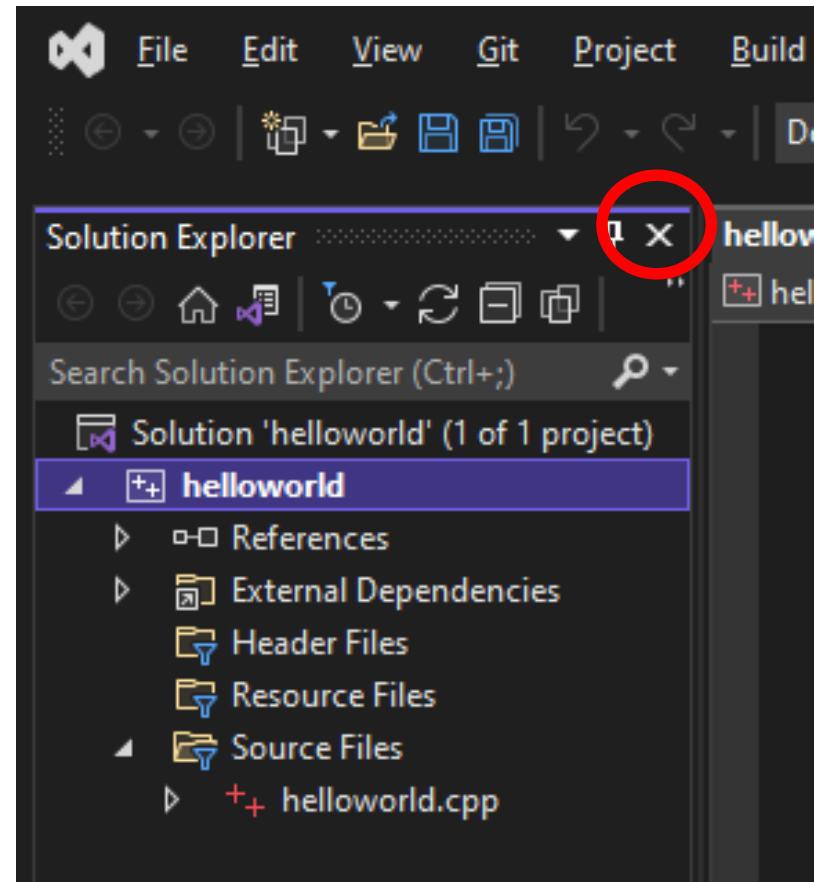 File Edit View Git Project Build
Solution Explorer
Search Solution Explorer (Ctrl+;)
Solution 'helloworld' (1 of 1 project)
helloworld
References
External Dependencies
Header Files
Resource Files
Source Files
helloworld.cpp